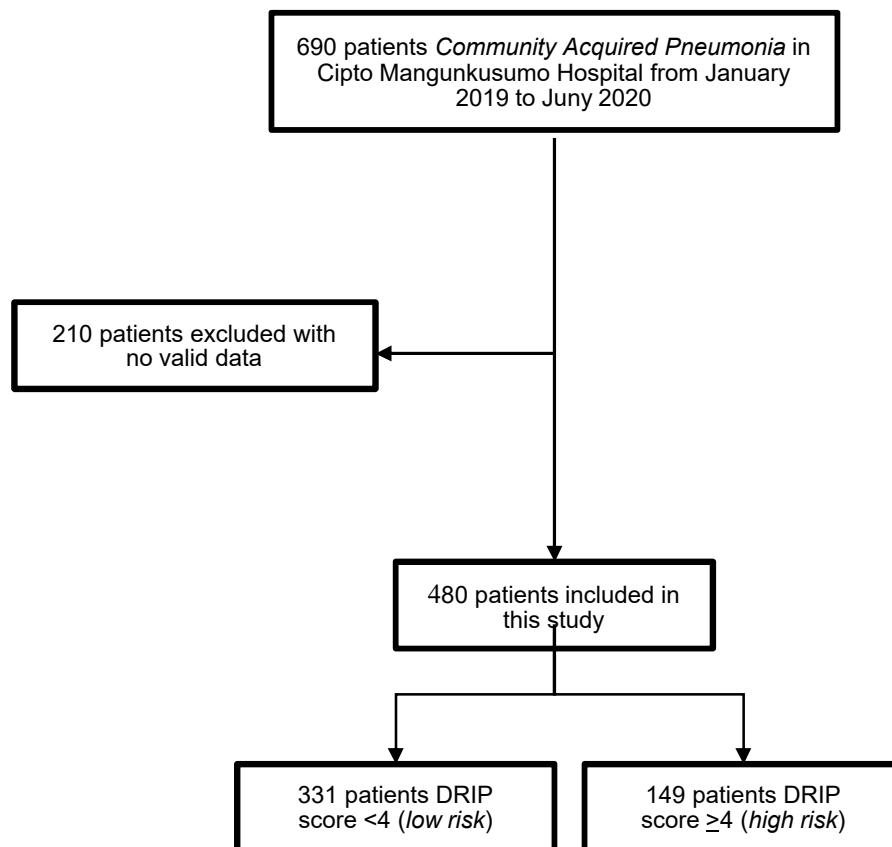 690 patients Community Acquired Pneumonia in
Cipto Mangunkusumo Hospital from January
2019 to Juny 2020
210 patients excluded with
no valid data
480 patients included in
this study
331 patients DRIP
score <4 (low risk)
149 patients DRIP
score ≥4 (high risk)